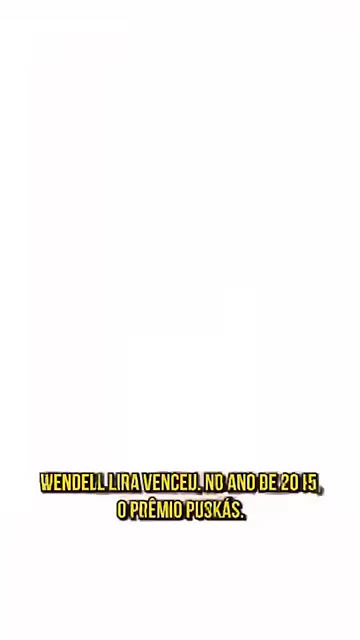 WENDELL LIRA VENCEU, NO ANO DE 2015,
O PRÊMIO PUSKÁS.